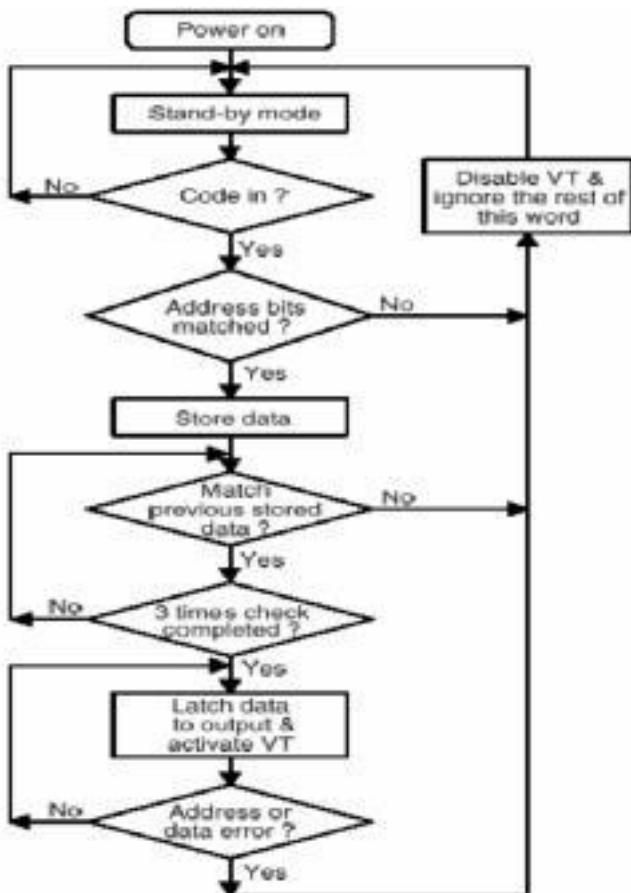 Power on
Stand-by mode
No
Code in ?
Disable VT &
ignore the rest of
this word
Yes
Address bits
matched ?
No
Yes
Store data
Match
previous stored
data ?
No
Yes
No
3 times check
completed ?
Yes
Latch data
to output &
activate VT
No
Address or
data error ?
Yes